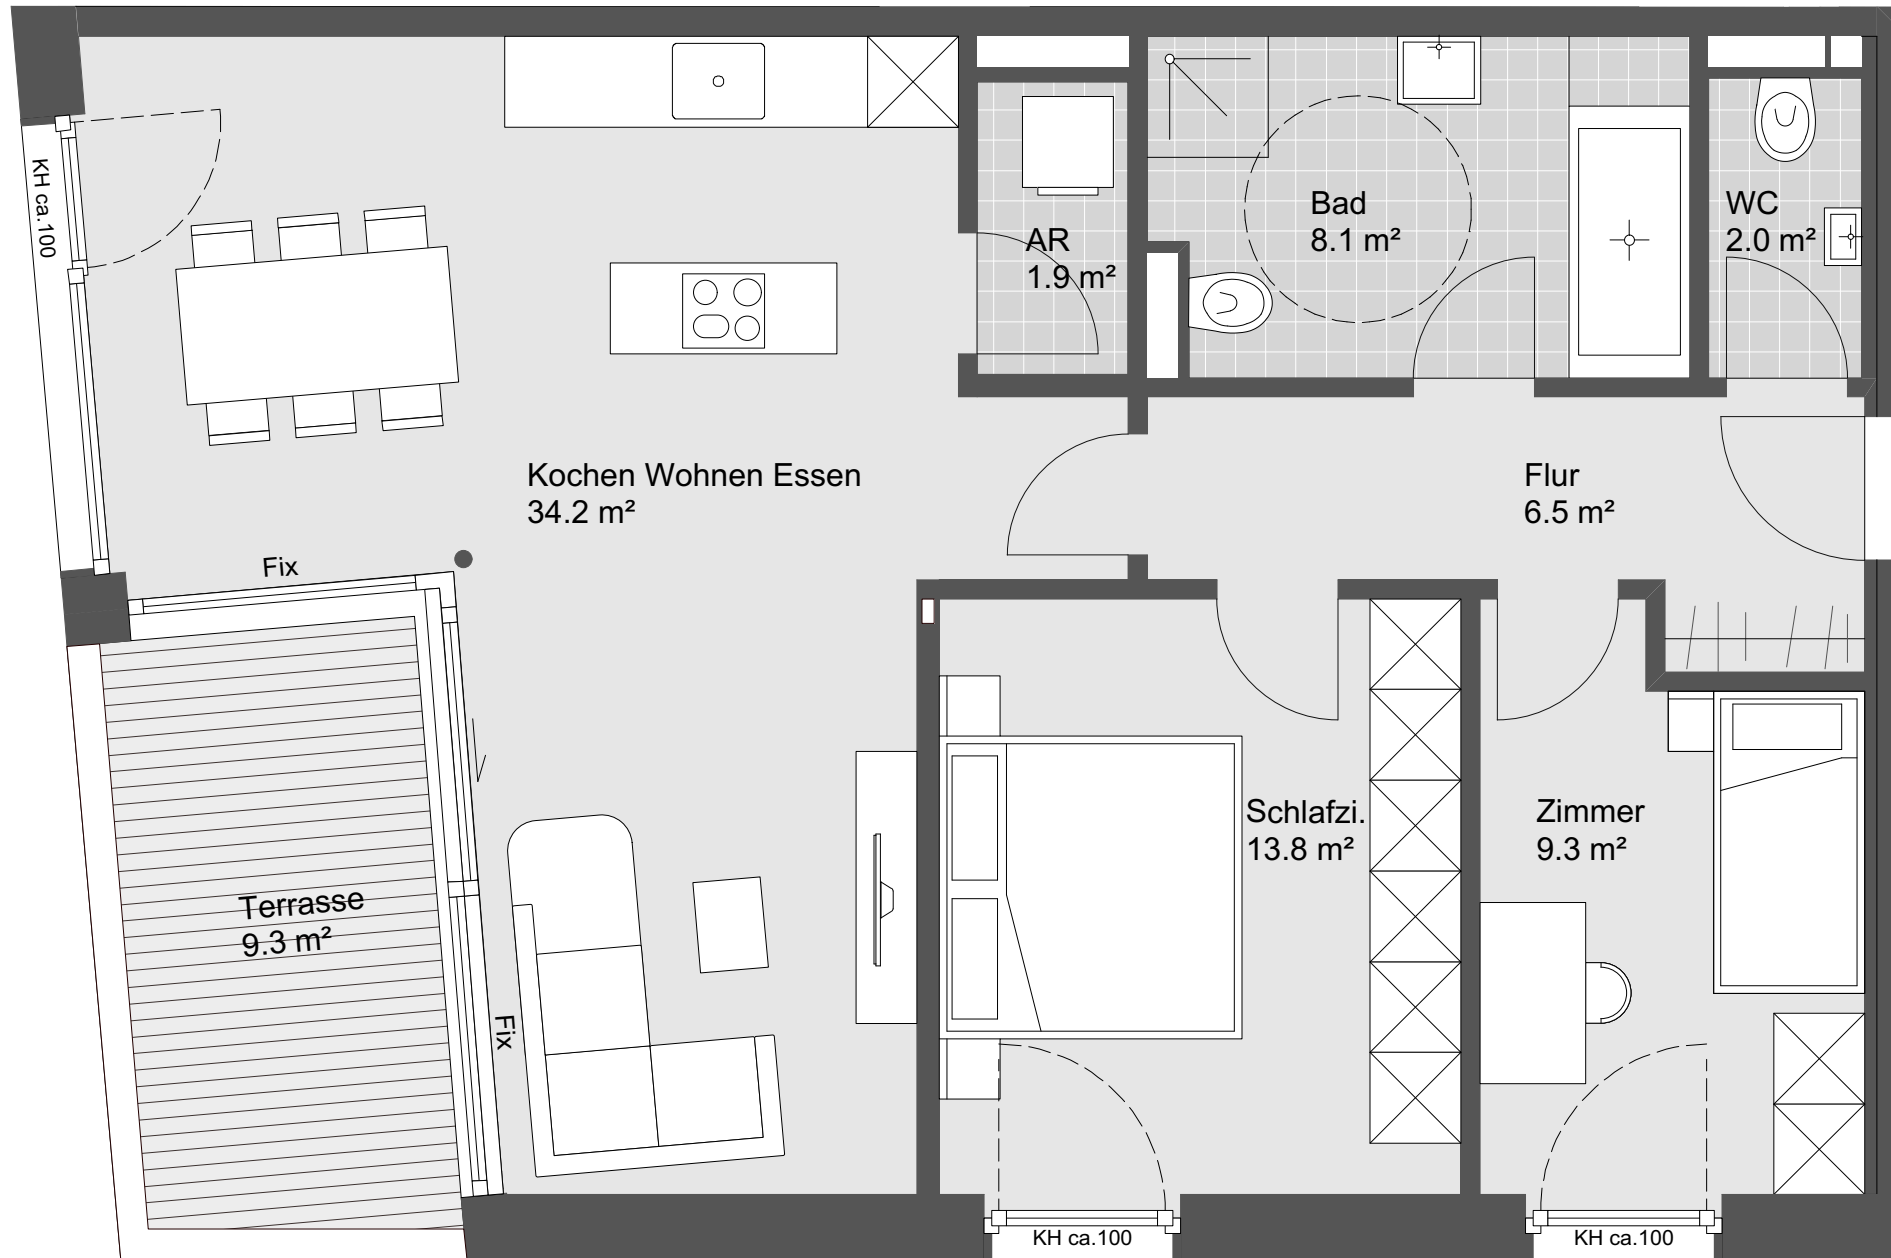 KH ca.100
AR
1.9 m²
Bad
8.1 m²
WC
2.0 m²
Kochen Wohnen Essen
34.2 m²
Flur
6.5 m²
Fix
Terrasse
9.3 m²
Fix
Schlafzi.
13.8 m²
Zimmer
9.3 m²
KH ca.100
KH ca.100